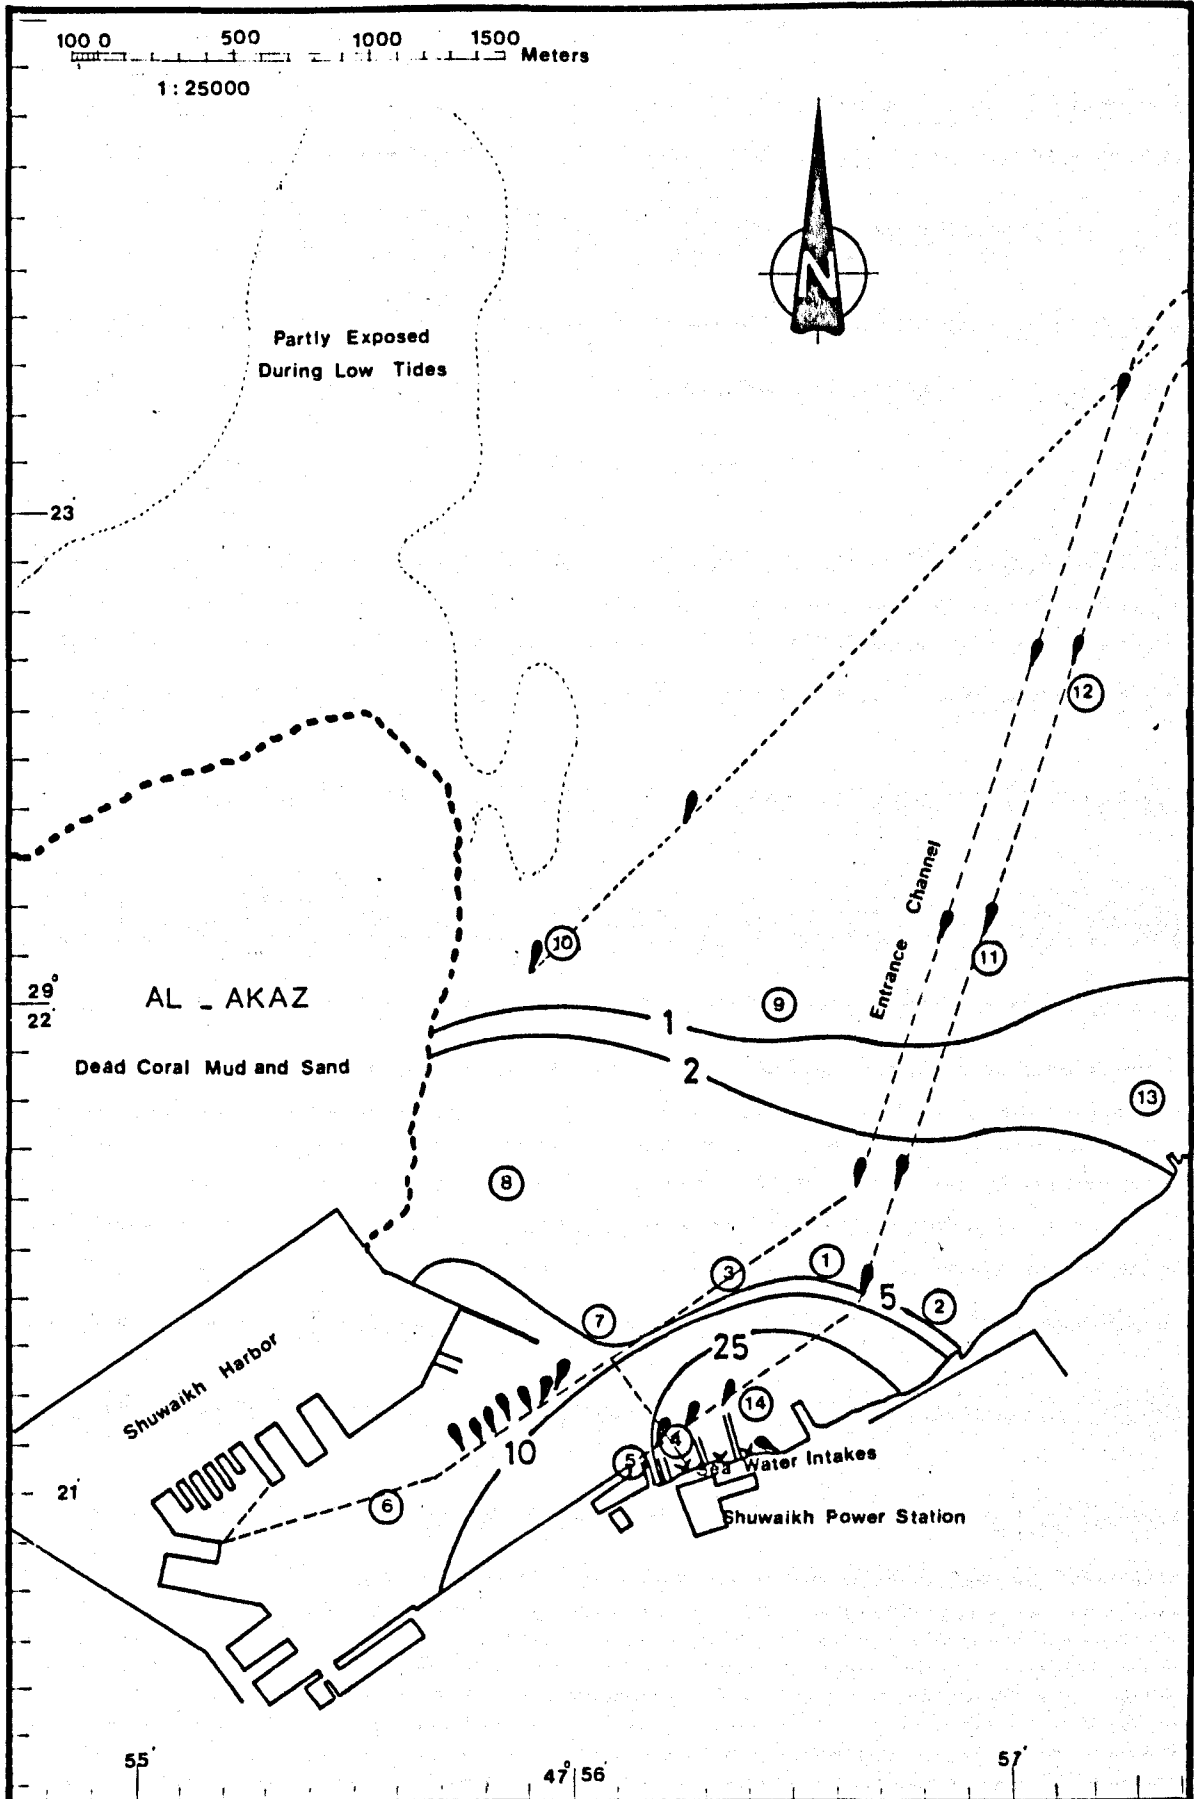 100 0 500 1000 1500 Meters
1:25000
N
Partly Exposed
During Low Tides
23'
12
Entrance Channel
10
11
29°
22'
AL _ AKAZ
9
1
Dead Coral Mud and Sand
2
13
8
1
3
5
2
7
25
Shuwaikh Harbor
14
4
10
5
Sea Water Intakes
21'
6
Shuwaikh Power Station
55'
47° 56'
57'